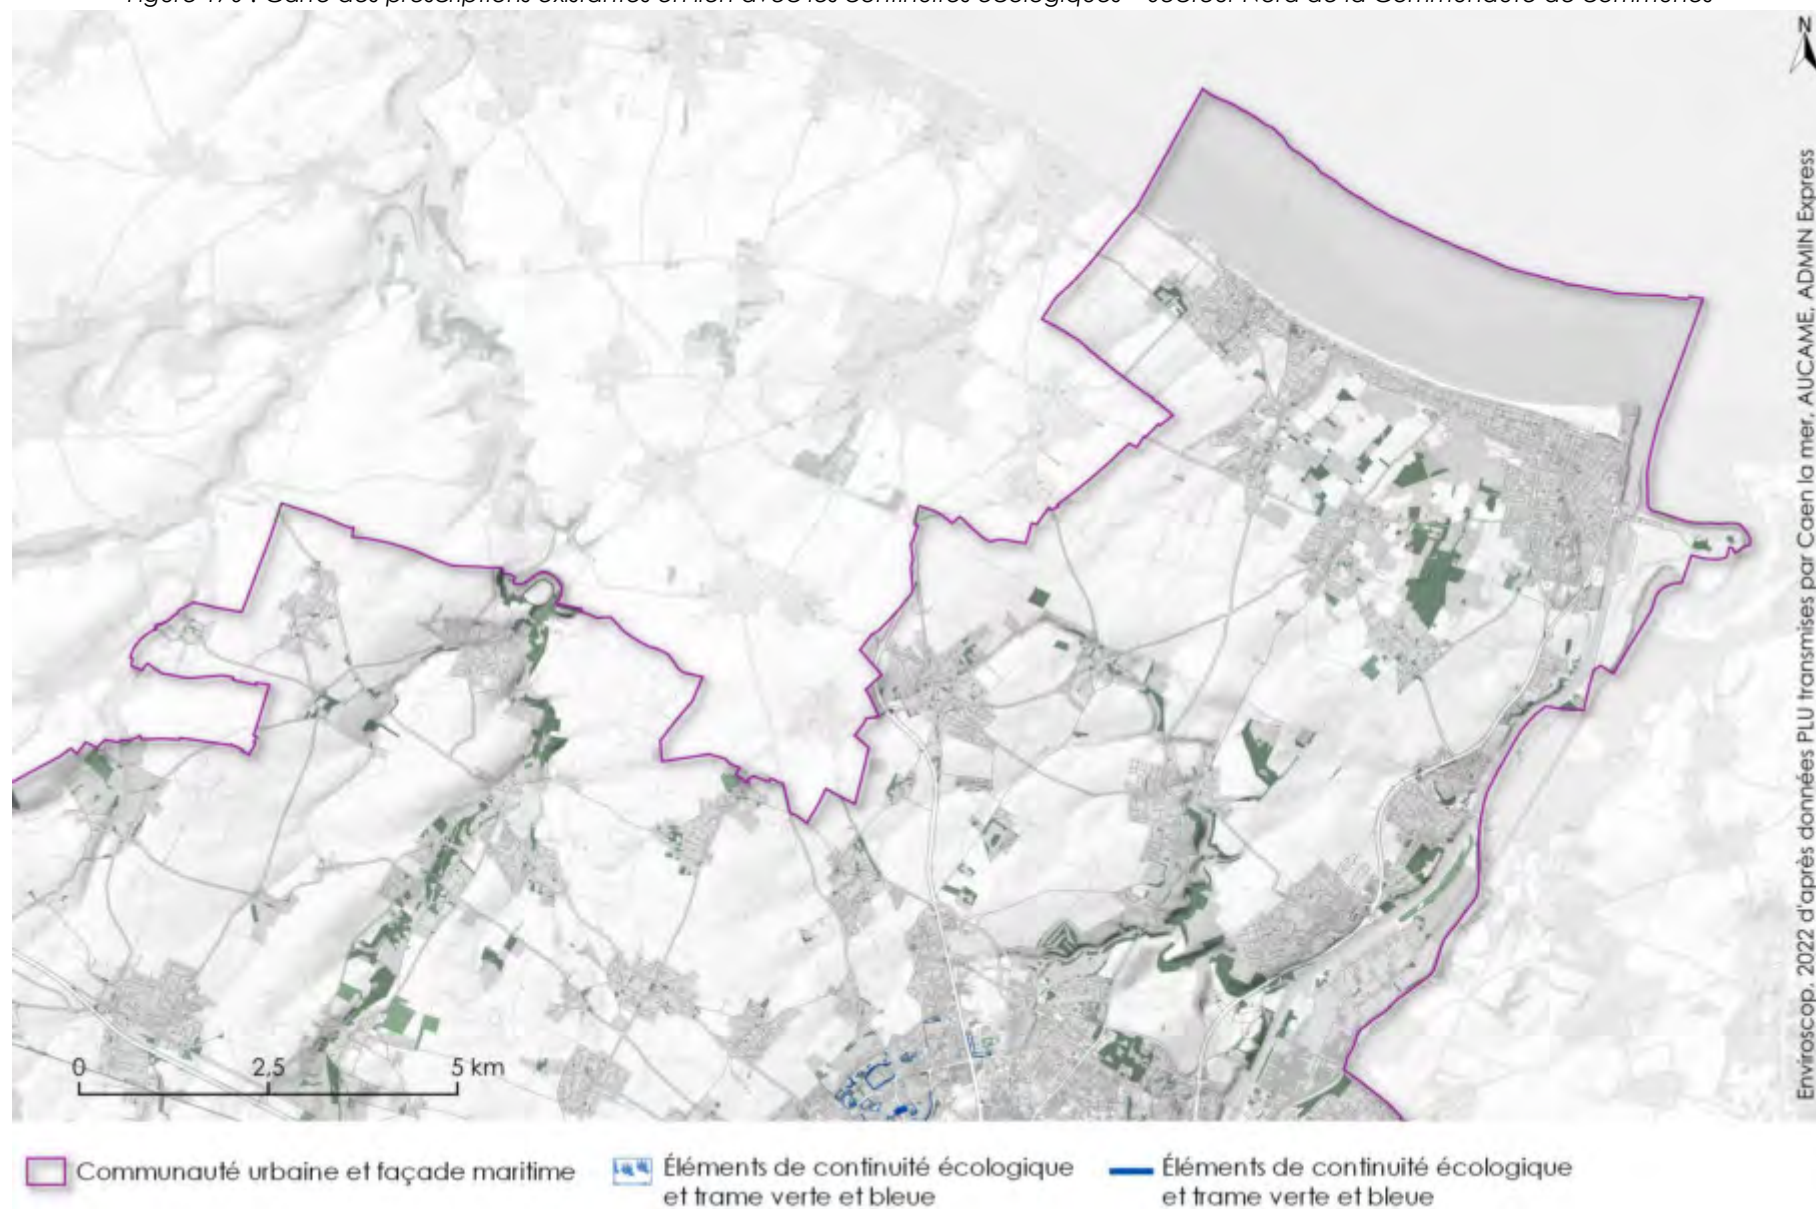 N
0 2,5 5 km
Enviroscop, 2022 d'après données PLU transmises par Caen la mer, AUCAME, ADMIN Express
Communauté urbaine et façade maritime
Éléments de continuité écologique
et trame verte et bleue
Éléments de continuité écologique
et trame verte et bleue